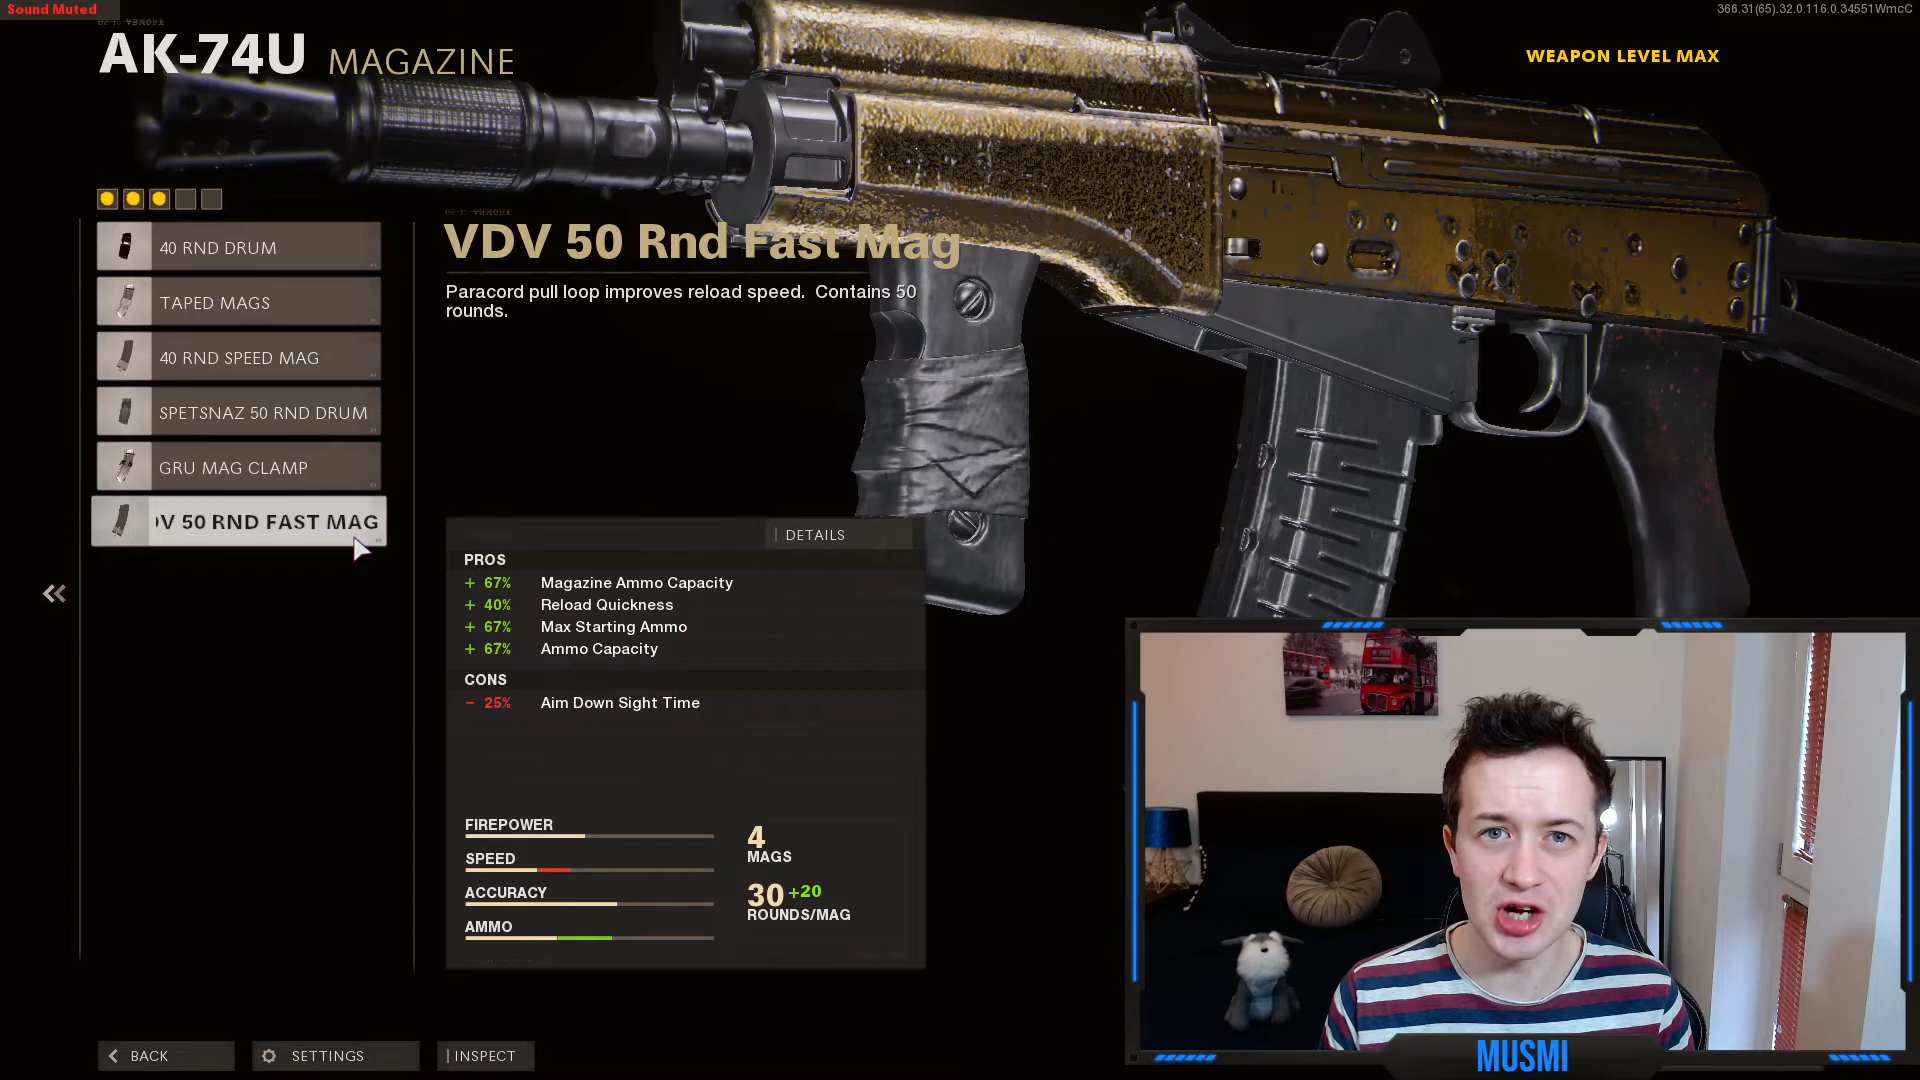 Sound Muted
366.31(65).32.0.116.0.34551WmcC
AK-74U MAGAZINE
WEAPON LEVEL MAX
40 RND DRUM
TAPED MAGS
40 RND SPEED MAG
SPETSNAZ 50 RND DRUM
GRU MAG CLAMP
DV 50 RND FAST MAG
VDV 50 Rnd Fast Mag
Paracord pull loop improves reload speed. Contains 50
rounds.
DETAILS
PROS
+ 67% Magazine Ammo Capacity
+ 40% Reload Quickness
+ 67% Max Starting Ammo
+ 67% Ammo Capacity
CONS
- 25% Aim Down Sight Time
FIREPOWER
SPEED
ACCURACY
AMMO
4
MAGS
30 +20
ROUNDS/MAG
BACK
SETTINGS
INSPECT
MUSMI